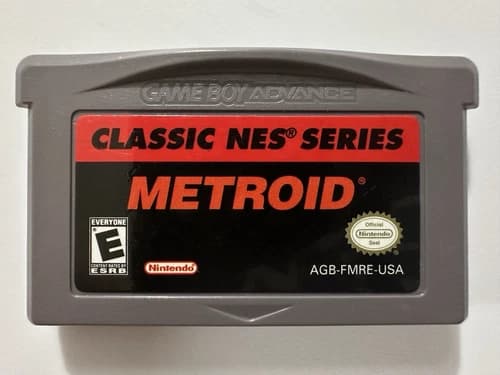 GAME BOY ADVANCE
CLASSIC NES® SERIES
METROID®
EVERYONE
E
CONTENT RATED BY
ESRB
Nintendo
Official
Nintendo
Seal
AGB-FMRE-USA